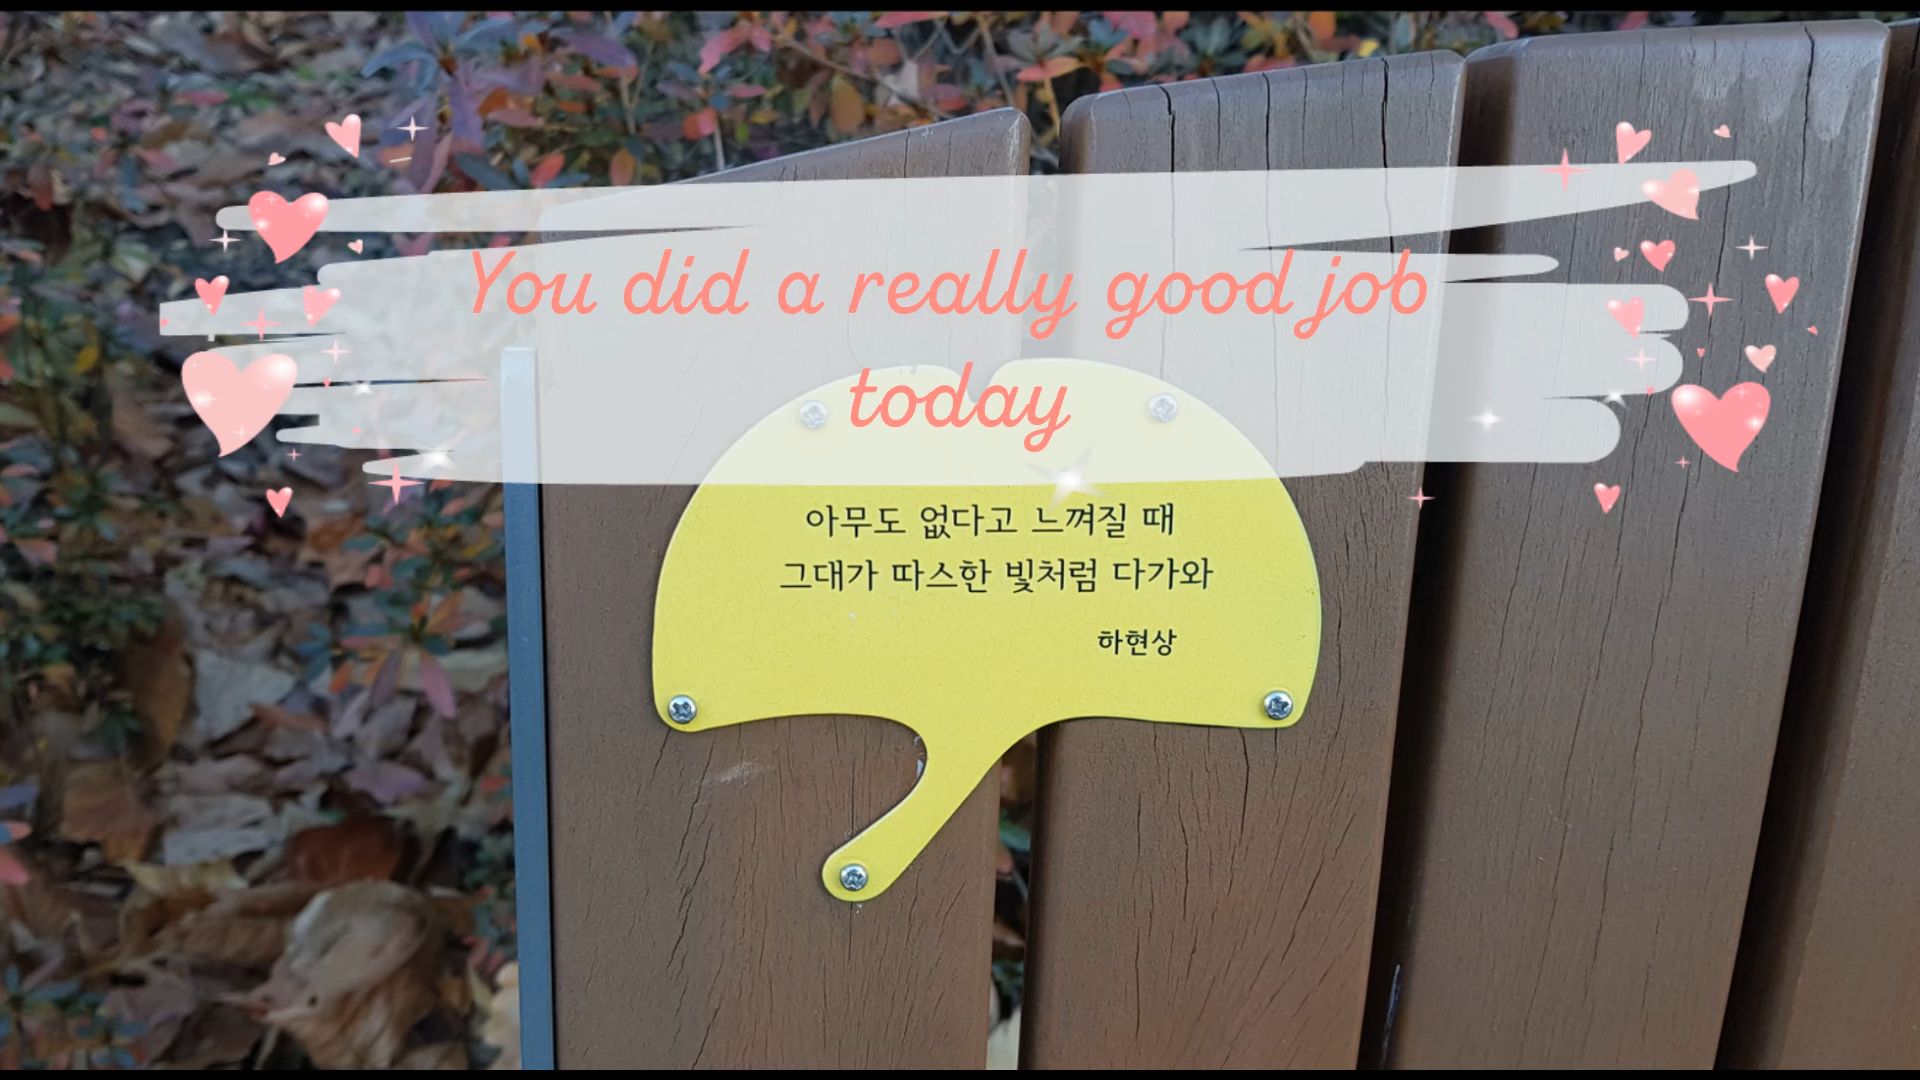 You did a really good job
today
아무도 없다고 느껴질 때
그대가 따스한 빛처럼 다가와
하현상